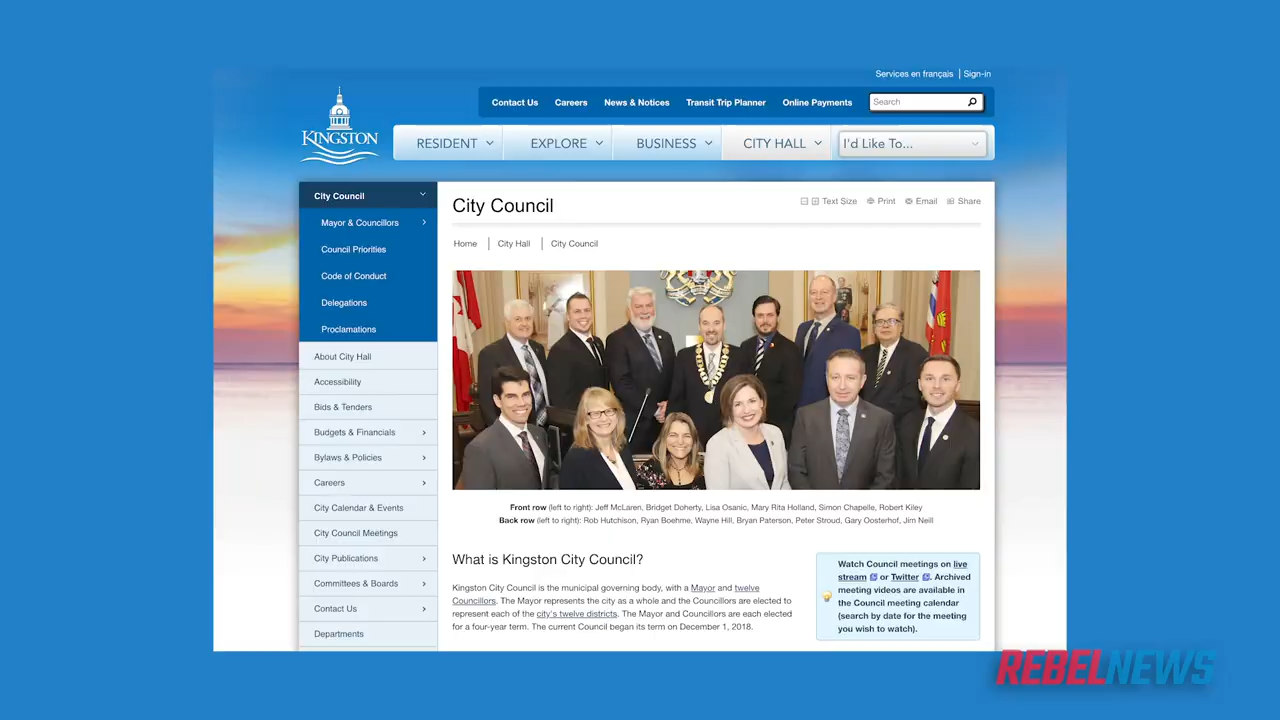 Services en français | Sign-in
Contact Us Careers News & Notices Transit Trip Planner Online Payments Search
KINGSTON
RESIDENT EXPLORE BUSINESS CITY HALL I'd Like To...
City Council
Mayor & Councillors
Council Priorities
Code of Conduct
Delegations
Proclamations
About City Hall
Accessibility
Bids & Tenders
Budgets & Financials
Bylaws & Policies
Careers
City Calendar & Events
City Council Meetings
City Publications
Committees & Boards
Contact Us
Departments
City Council
Text Size Print Email Share
Home | City Hall | City Council
Front row (left to right): Jeff McLaren, Bridget Doherty, Lisa Osanic, Mary Rita Holland, Simon Chapelle, Robert Kiley
Back row (left to right): Rob Hutchison, Ryan Boehme, Wayne Hill, Bryan Paterson, Peter Stroud, Gary Oosterhof, Jim Neill
What is Kingston City Council?
Kingston City Council is the municipal governing body, with a Mayor and twelve
Councillors. The Mayor represents the city as a whole and the Councillors are elected to
represent each of the city's twelve districts. The Mayor and Councillors are each elected
for a four-year term. The current Council began its term on December 1, 2018.
Watch Council meetings on live
stream or Twitter. Archived
meeting videos are available in
the Council meeting calendar
(search by date for the meeting
you wish to watch).
REBELNEWS